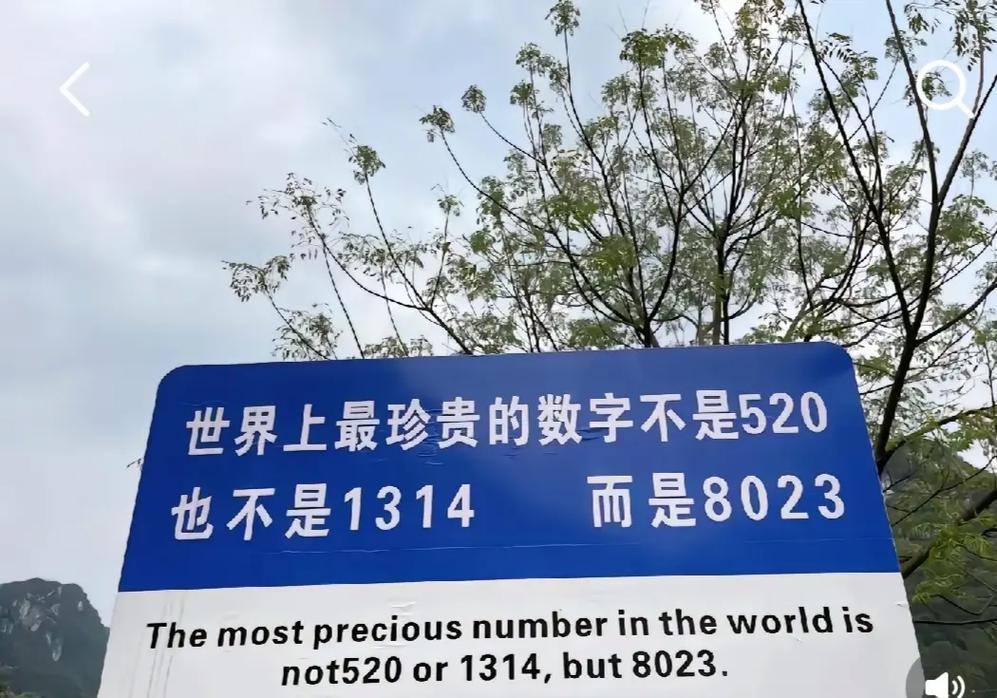 世界上最珍贵的数字不是520
也不是1314 而是8023
The most precious number in the world is
not520 or 1314, but 8023.